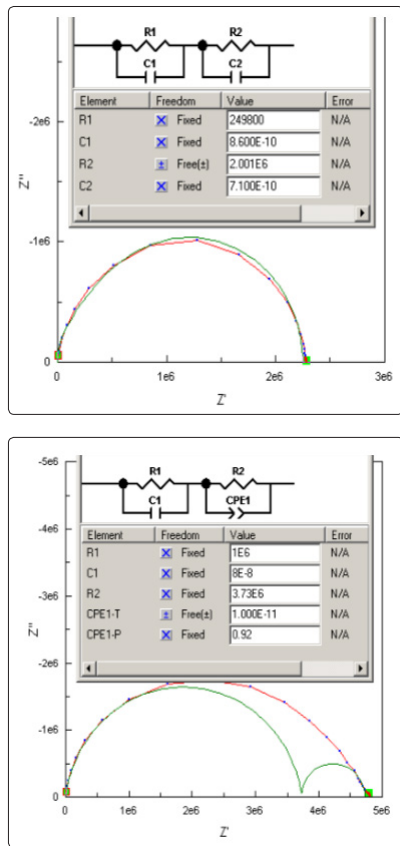 R1 R2
C1 C2
Element Freedom Value Error
R1 Fixed 249800 N/A
C1 Fixed 8.600E-10 N/A
R2 Free(±) 2.001E6 N/A
C2 Fixed 7.100E-10 N/A
-2e6
Z''
-1e6
0
0 1e6 2e6 3e6
Z'
-5e6
R1 R2
C1 CPE1
-4e6
Element Freedom Value Error
R1 Fixed 1E6 N/A
C1 Fixed 8E-8 N/A
R2 Fixed 3.73E6 N/A
CPE1-T Free(±) 1.000E-11 N/A
CPE1-P Fixed 0.92 N/A
-3e6
Z''
-2e6
-1e6
0
0 1e6 2e6 3e6 4e6 5e6
Z'